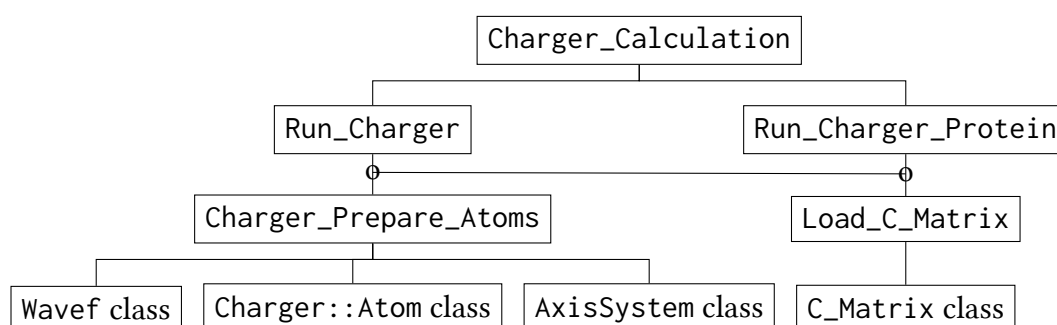 Charger_Calculation
Run_Charger
Run_Charger_Protein
Charger_Prepare_Atoms
Load_C_Matrix
Wavef class
Charger::Atom class
AxisSystem class
C_Matrix class